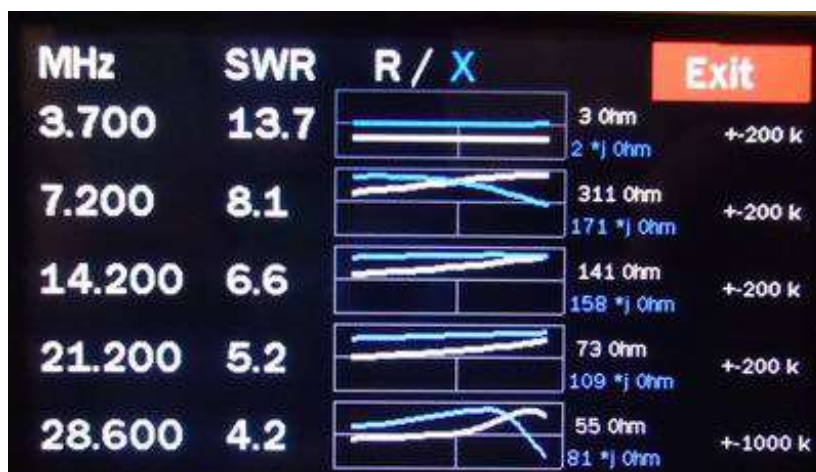 MHz SWR R / X Exit
3.700 13.7 3 Ohm
2 *j Ohm +-200 k
7.200 8.1 311 Ohm
171 *j Ohm +-200 k
14.200 6.6 141 Ohm
158 *j Ohm +-200 k
21.200 5.2 73 Ohm
109 *j Ohm +-200 k
28.600 4.2 55 Ohm
81 *j Ohm +-1000 k